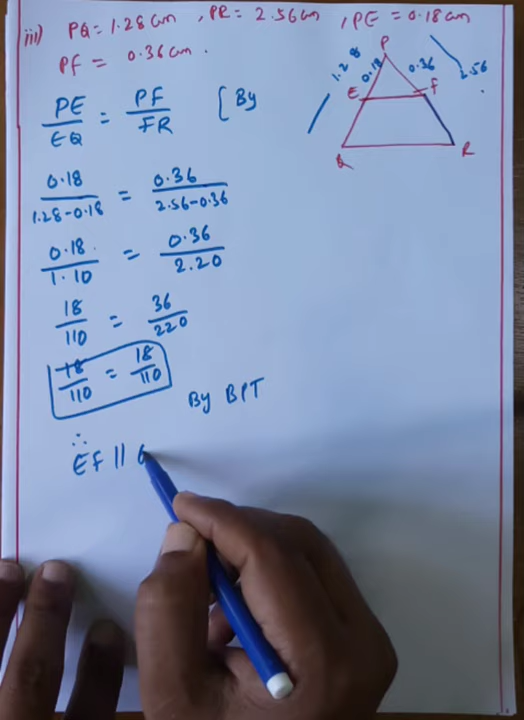 iii) PQ = 1.28 cm , PR = 2.56 cm , PE = 0.18 cm
PF = 0.36 cm .
PE/EQ = PF/FR [By
0.18/1.28-0.18 = 0.36/2.56-0.36
0.18/1.10 = 0.36/2.20
18/110 = 36/220
18/110 = 18/110
By BPT
∴
EF ||
P
1.28
0.18
0.36
2.56
E
F
Q
R